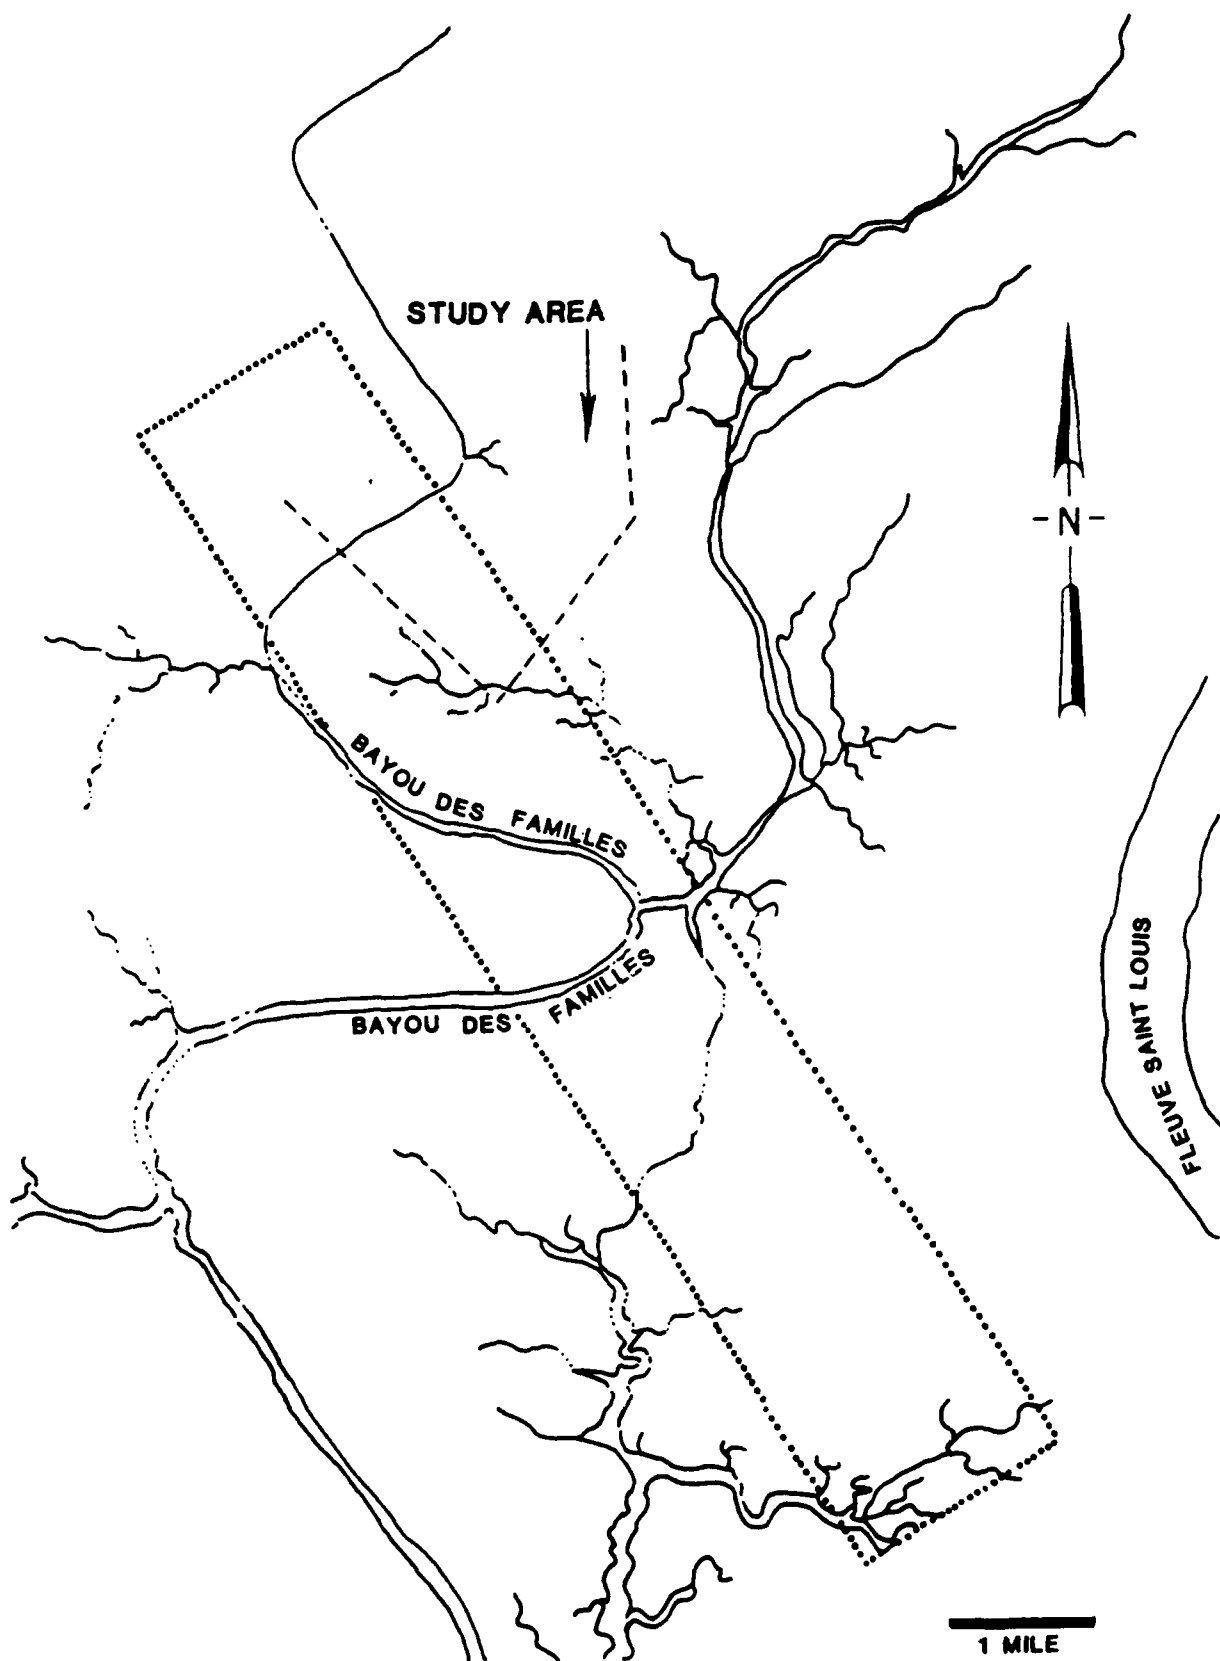 STUDY AREA
-N-
BAYOU DES FAMILLES
BAYOU DES FAMILLES
FLEUVE SAINT LOUIS
1 MILE